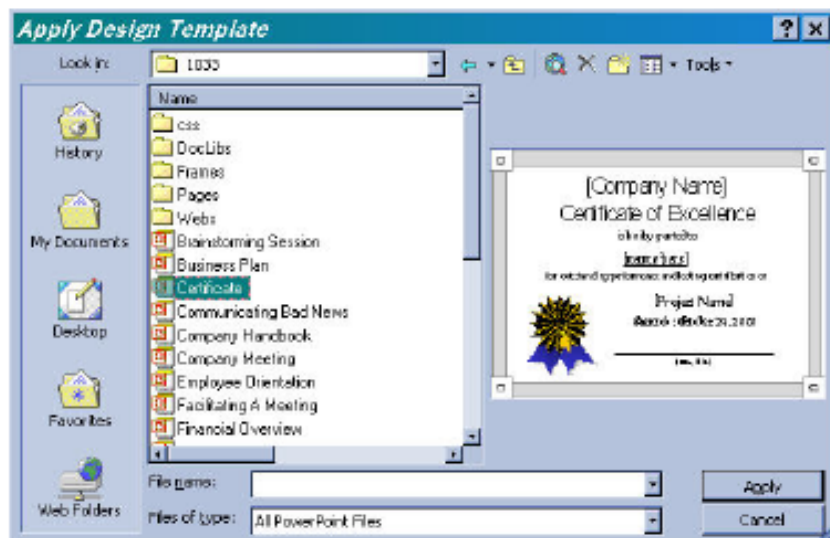 Apply Design Template
Look in:
1033
Tools
History
My Documents
Desktop
Favorites
Web Folders
Name
css
DocLibs
Frames
Pages
Webs
Brainstorming Session
Business Plan
Certificate
Communicating Bad News
Company Handbook
Company Meeting
Employee Orientation
Facilitating A Meeting
Financial Overview
[Company Name]
Certificate of Excellence
[Project Name]
File name:
Files of type:
All PowerPoint Files
Apply
Cancel